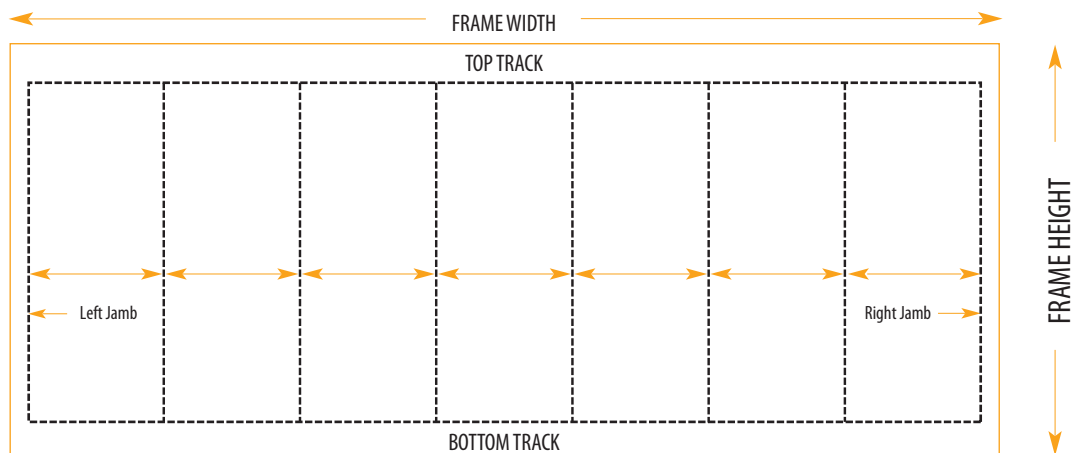 FRAME WIDTH
TOP TRACK
Left Jamb
Right Jamb
FRAME HEIGHT
BOTTOM TRACK